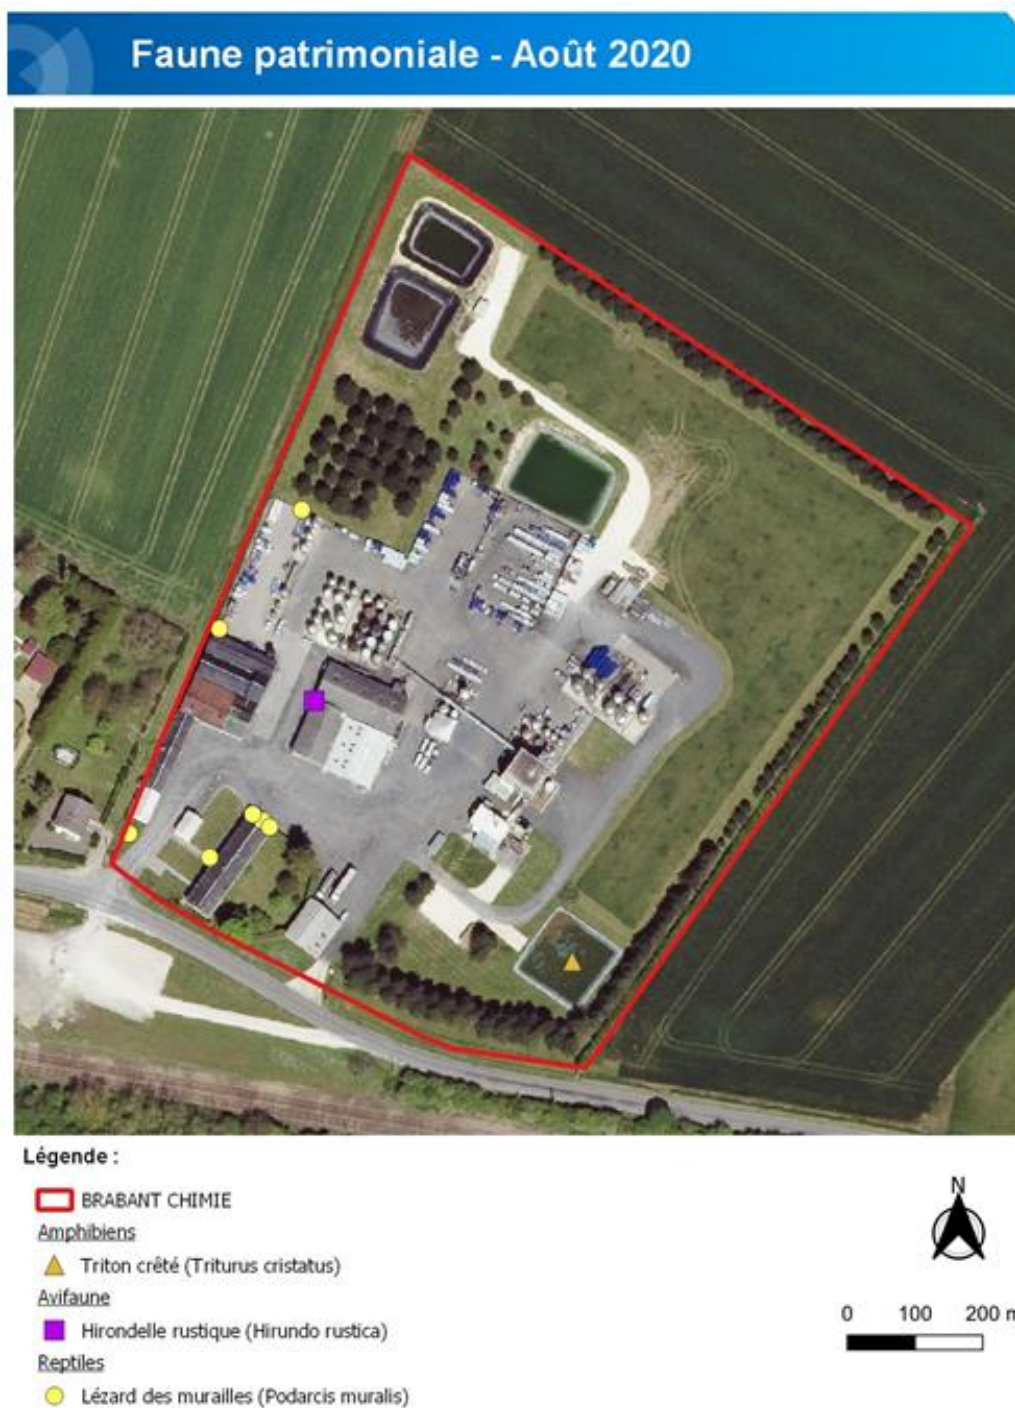 Faune patrimoniale - Août 2020
Légende :
BRABANT CHIMIE
Amphibiens
Triton crêté (Triturus cristatus)
Avifaune
Hirondelle rustique (Hirundo rustica)
Reptiles
Lézard des murailles (Podarcis muralis)
N
0 100 200 m